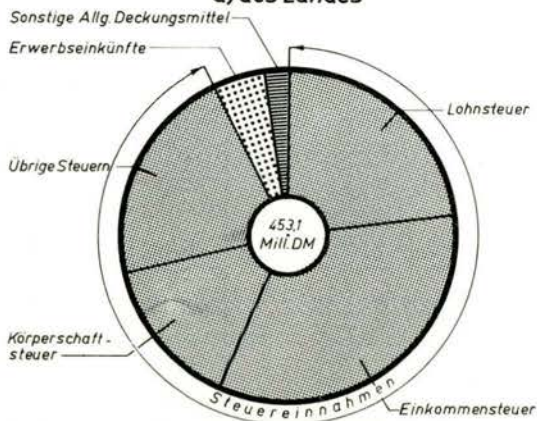 a) des Landes
Sonstige Allg. Deckungsmittel
Erwerbseinkünfte
Lohnsteuer
Übrige Steuern
453,1
Mill. DM
Körperschaft-
steuer
Einkommensteuer
Steuereinnahmen